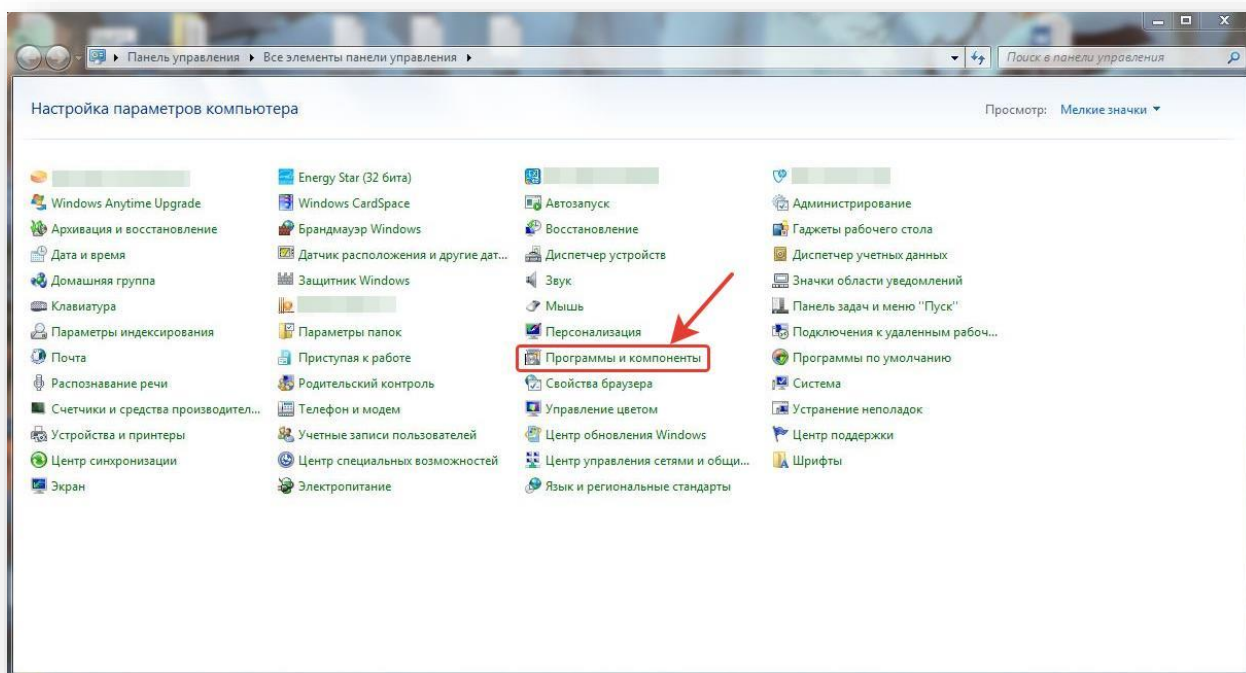 Панель управления ▸ Все элементы панели управления ▸
Поиск в панели управления
Настройка параметров компьютера
Просмотр: Мелкие значки
Energy Star (32 бита)
Windows Anytime Upgrade
Windows CardSpace
Автозапуск
Администрирование
Архивация и восстановление
Брандмауэр Windows
Восстановление
Гаджеты рабочего стола
Дата и время
Датчик расположения и другие дат...
Диспетчер устройств
Диспетчер учетных данных
Домашняя группа
Защитник Windows
Звук
Значки области уведомлений
Клавиатура
Мышь
Панель задач и меню "Пуск"
Параметры индексирования
Параметры папок
Персонализация
Подключения к удаленным рабоч...
Почта
Приступая к работе
Программы и компоненты
Программы по умолчанию
Распознавание речи
Родительский контроль
Свойства браузера
Система
Счетчики и средства производител...
Телефон и модем
Управление цветом
Устранение неполадок
Устройства и принтеры
Учетные записи пользователей
Центр обновления Windows
Центр поддержки
Центр синхронизации
Центр специальных возможностей
Центр управления сетями и общи...
Шрифты
Экран
Электропитание
Язык и региональные стандарты